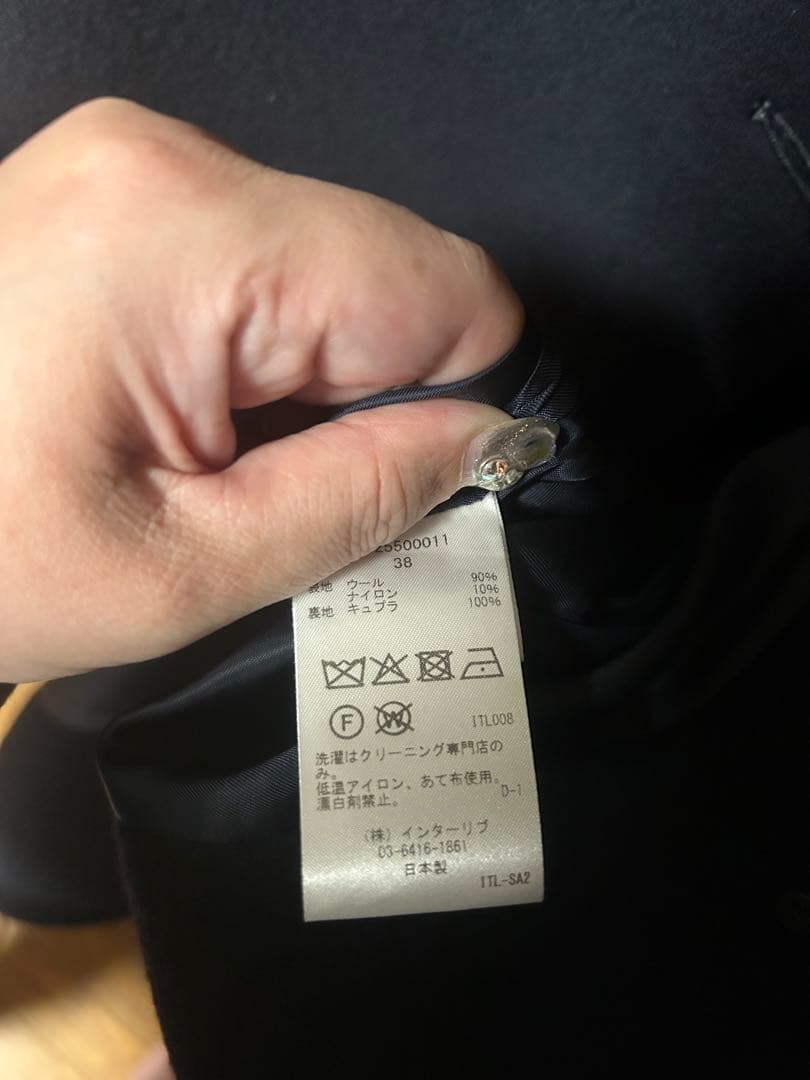 25500011
38
表地 ウール 90%
ナイロン 10%
裏地 キュプラ 100%
F W
ITL008
洗濯はクリーニング専門店の
み。
低温アイロン、あて布使用。
漂白剤禁止。
D-1
(株)インターリブ
03-6416-1861
日本製
ITL-SA2